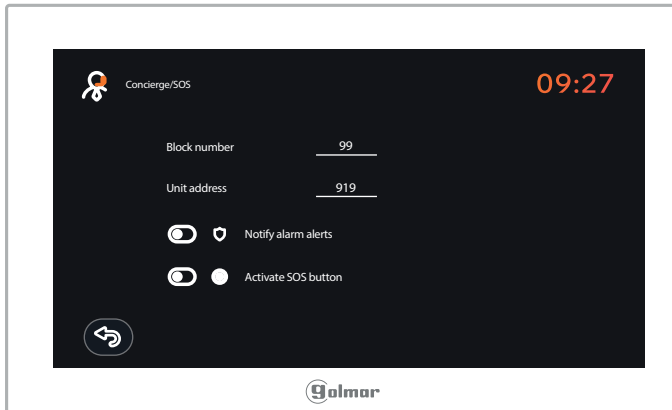 Concierge/SOS
09:27
Block number 99
Unit address 919
Notify alarm alerts
Activate SOS button
golmar